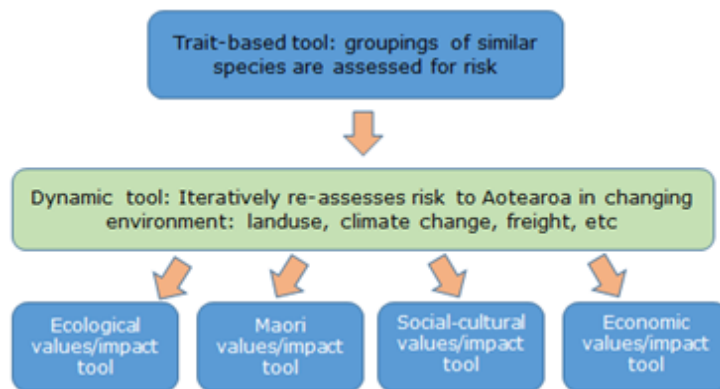 Trait-based tool: groupings of similar
species are assessed for risk
Dynamic tool: Iteratively re-assesses risk to Aotearoa in changing
environment: landuse, climate change, freight, etc
Ecological
values/impact
tool
Maori
values/impact
tool
Social-cultural
values/impact
tool
Economic
values/impact
tool